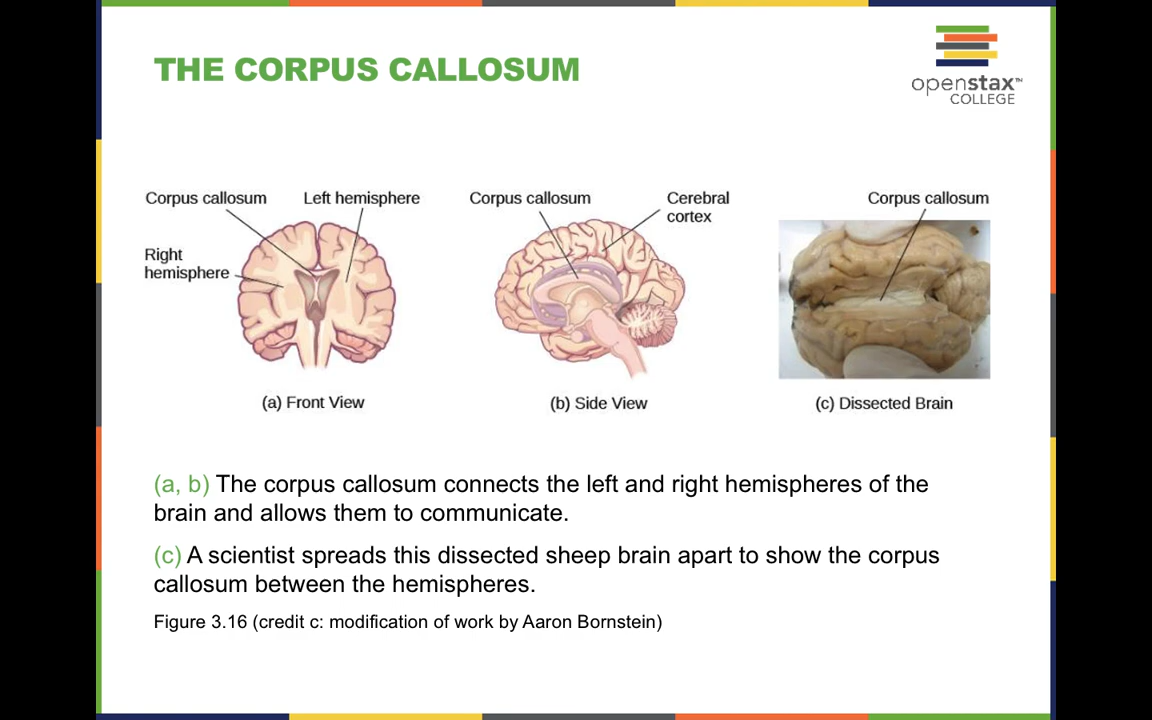 THE CORPUS CALLOSUM
openstax™
COLLEGE
Corpus callosum
Left hemisphere
Right
hemisphere
(a) Front View
Corpus callosum
Cerebral
cortex
(b) Side View
Corpus callosum
(c) Dissected Brain
(a, b) The corpus callosum connects the left and right hemispheres of the
brain and allows them to communicate.
(c) A scientist spreads this dissected sheep brain apart to show the corpus
callosum between the hemispheres.
Figure 3.16 (credit c: modification of work by Aaron Bornstein)